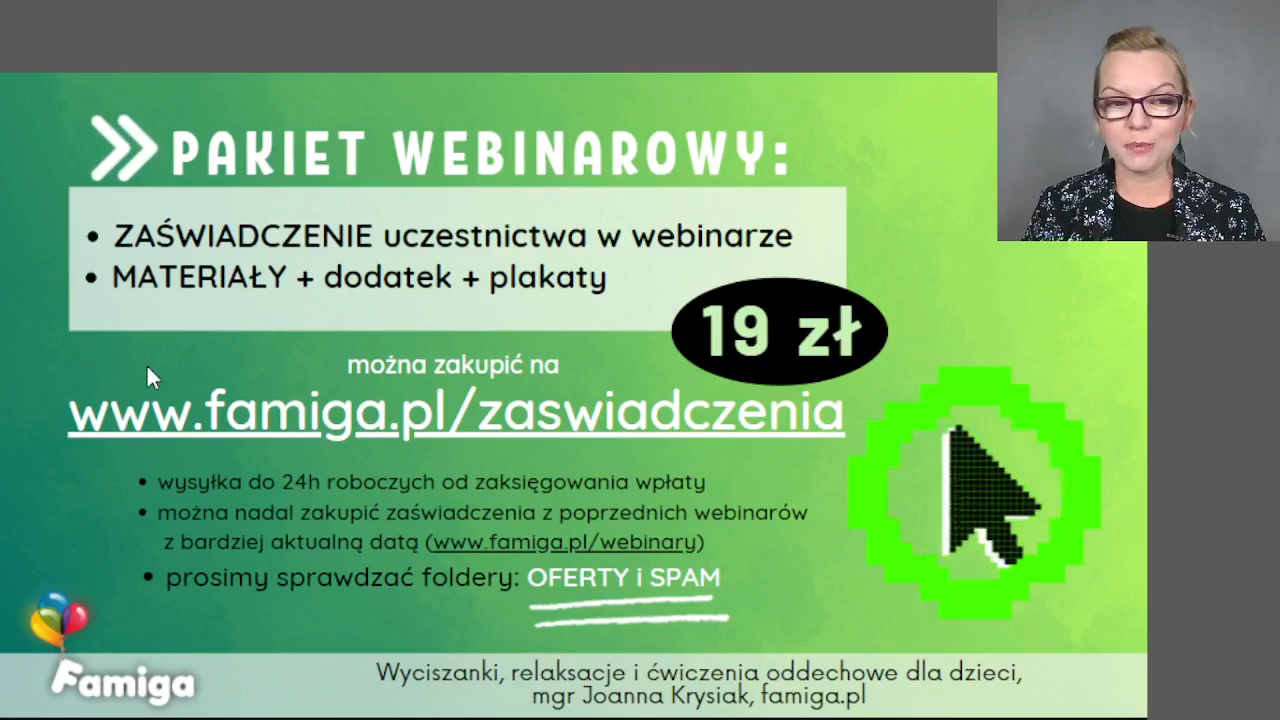 PAKIET WEBINAROWY:
• ZAŚWIADCZENIE uczestnictwa w webinarze
• MATERIAŁY + dodatek + plakaty
19 zł
można zakupić na
www.famiga.pl/zaswiadczenia
• wysyłka do 24h roboczych od zaksięgowania wpłaty
• można nadal zakupić zaświadczenia z poprzednich webinarów
z bardziej aktualną datą (www.famiga.pl/webinary)
• prosimy sprawdzać foldery: OFERTY i SPAM
Famiga
Wyciszanki, relaksacje i ćwiczenia oddechowe dla dzieci,
mgr Joanna Krysiak, famiga.pl